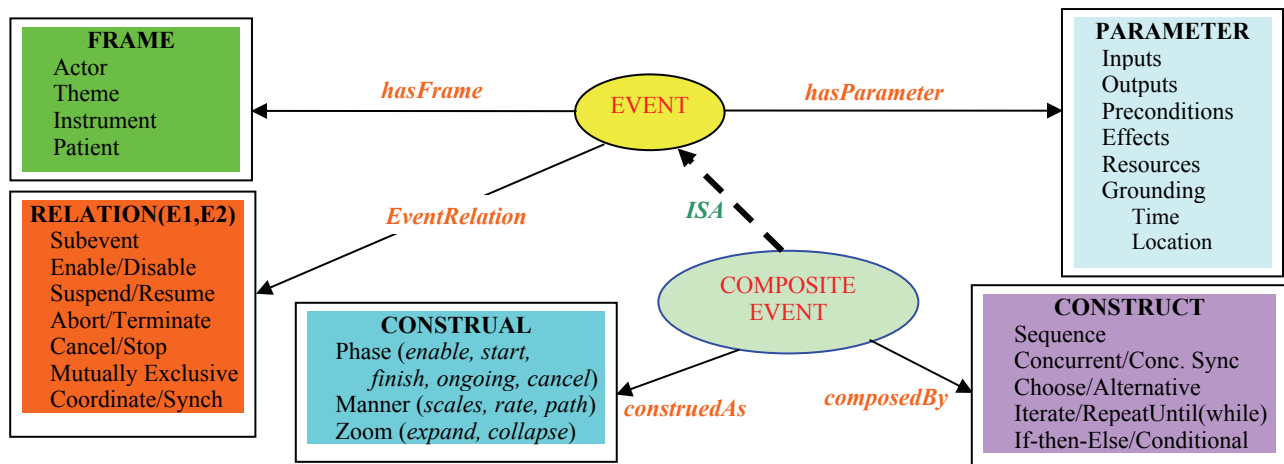 FRAME
Actor
Theme
Instrument
Patient
hasFrame
EVENT
hasParameter
PARAMETER
Inputs
Outputs
Preconditions
Effects
Resources
Grounding
Time
Location
RELATION(E1,E2)
Subevent
Enable/Disable
Suspend/Resume
Abort/Terminate
Cancel/Stop
Mutually Exclusive
Coordinate/Synch
EventRelation
ISA
COMPOSITE
EVENT
CONSTRUAL
Phase (enable, start,
finish, ongoing, cancel)
Manner (scales, rate, path)
Zoom (expand, collapse)
construedAs
composedBy
CONSTRUCT
Sequence
Concurrent/Conc. Sync
Choose/Alternative
Iterate/RepeatUntil(while)
If-then-Else/Conditional